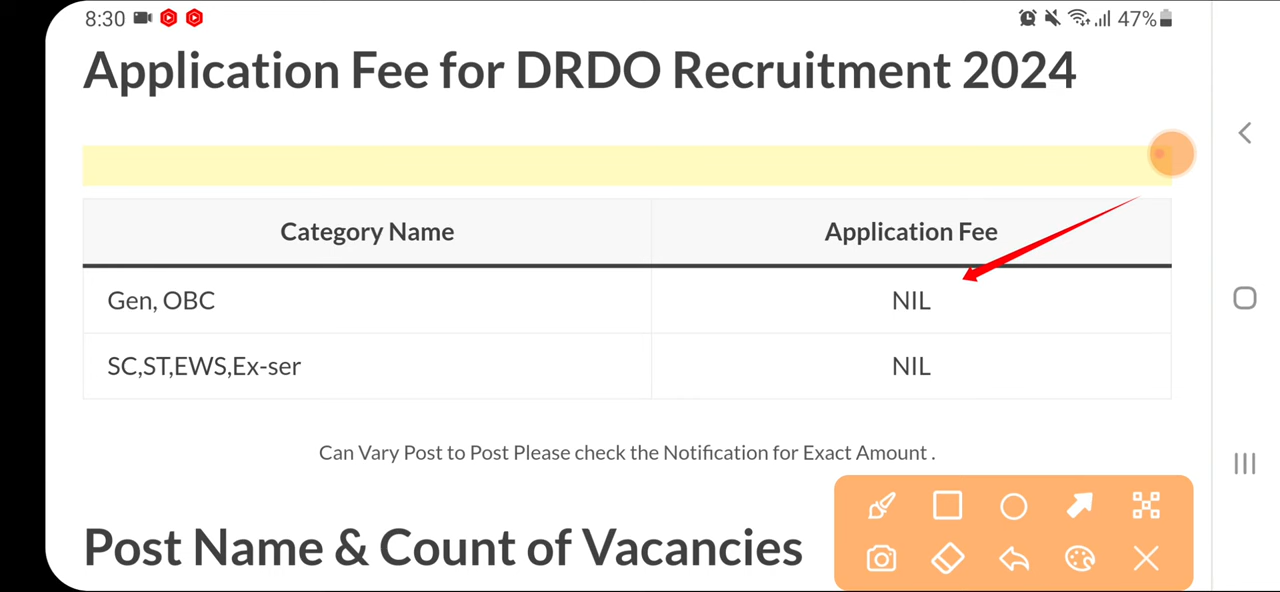 8:30
47%
Application Fee for DRDO Recruitment 2024
Category Name Application Fee
Gen, OBC NIL
SC,ST,EWS,Ex-ser NIL
Can Vary Post to Post Please check the Notification for Exact Amount .
Post Name & Count of Vacancies